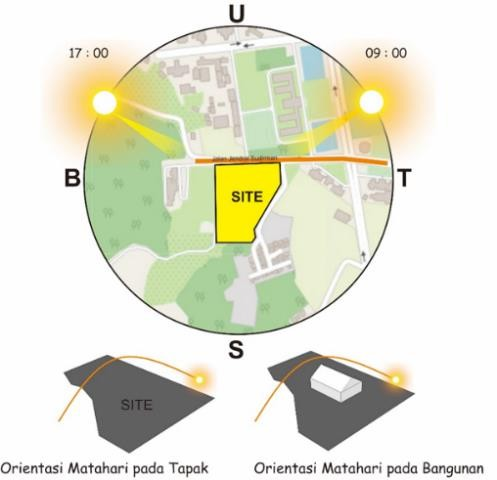 U
17 : 00
09 : 00
Jalan Jendral Sudirman
B
T
SITE
S
SITE
Orientasi Matahari pada Tapak
Orientasi Matahari pada Bangunan